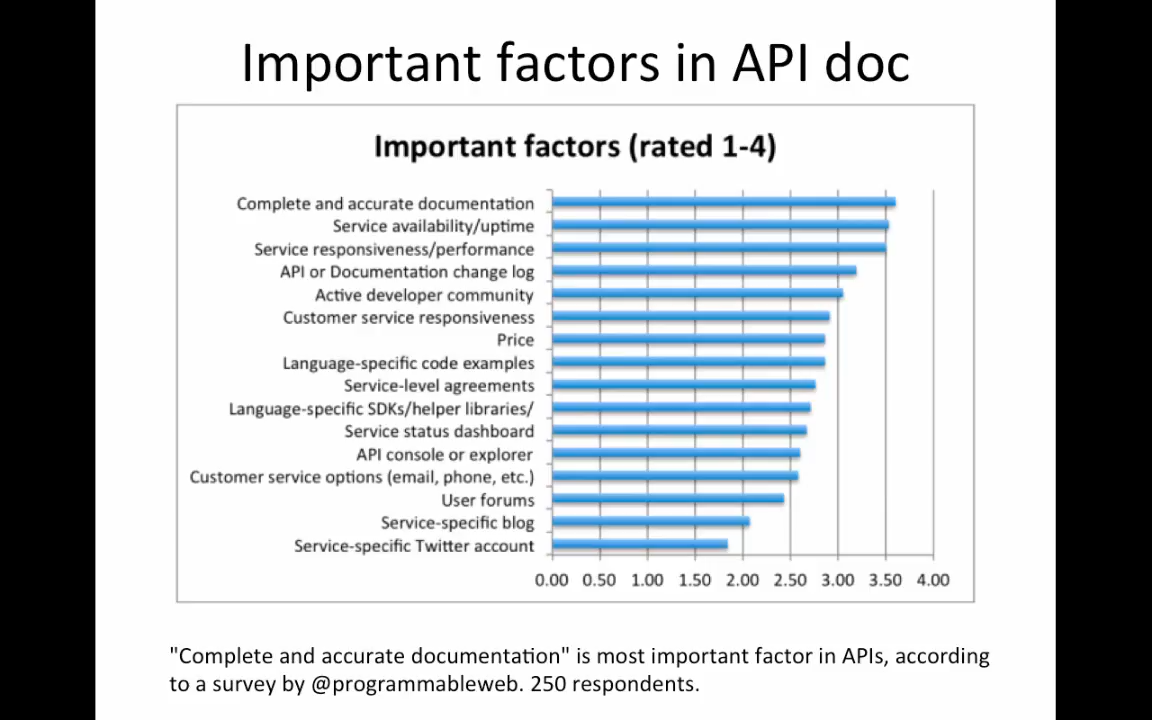 Important factors in API doc
Important factors (rated 1-4)
Complete and accurate documentation
Service availability/uptime
Service responsiveness/performance
API or Documentation change log
Active developer community
Customer service responsiveness
Price
Language-specific code examples
Service-level agreements
Language-specific SDKs/helper libraries/
Service status dashboard
API console or explorer
Customer service options (email, phone, etc.)
User forums
Service-specific blog
Service-specific Twitter account
0.00 0.50 1.00 1.50 2.00 2.50 3.00 3.50 4.00
"Complete and accurate documentation" is most important factor in APIs, according
to a survey by @programmableweb. 250 respondents.